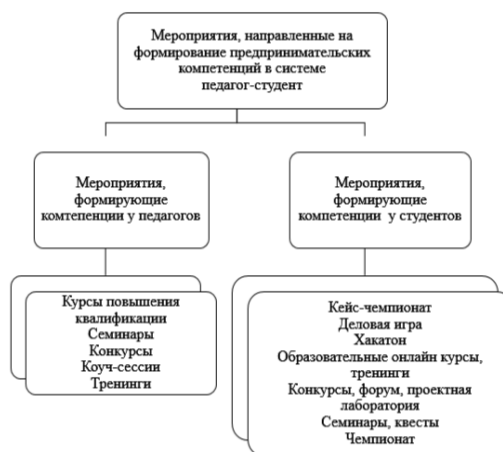 Мероприятия, направленные на
формирование предпринимательских
компетенций в системе
педагог-студент
Мероприятия,
формирующие
комтепенции у педагогов
Мероприятия,
формирующие
компетенции у студентов
Курсы повышения
квалификации
Семинары
Конкурсы
Коуч-сессии
Тренинги
Кейс-чемпионат
Деловая игра
Хакатон
Образовательные онлайн курсы,
тренинги
Конкурсы, форум, проектная
лаборатория
Семинары, квесты
Чемпионат